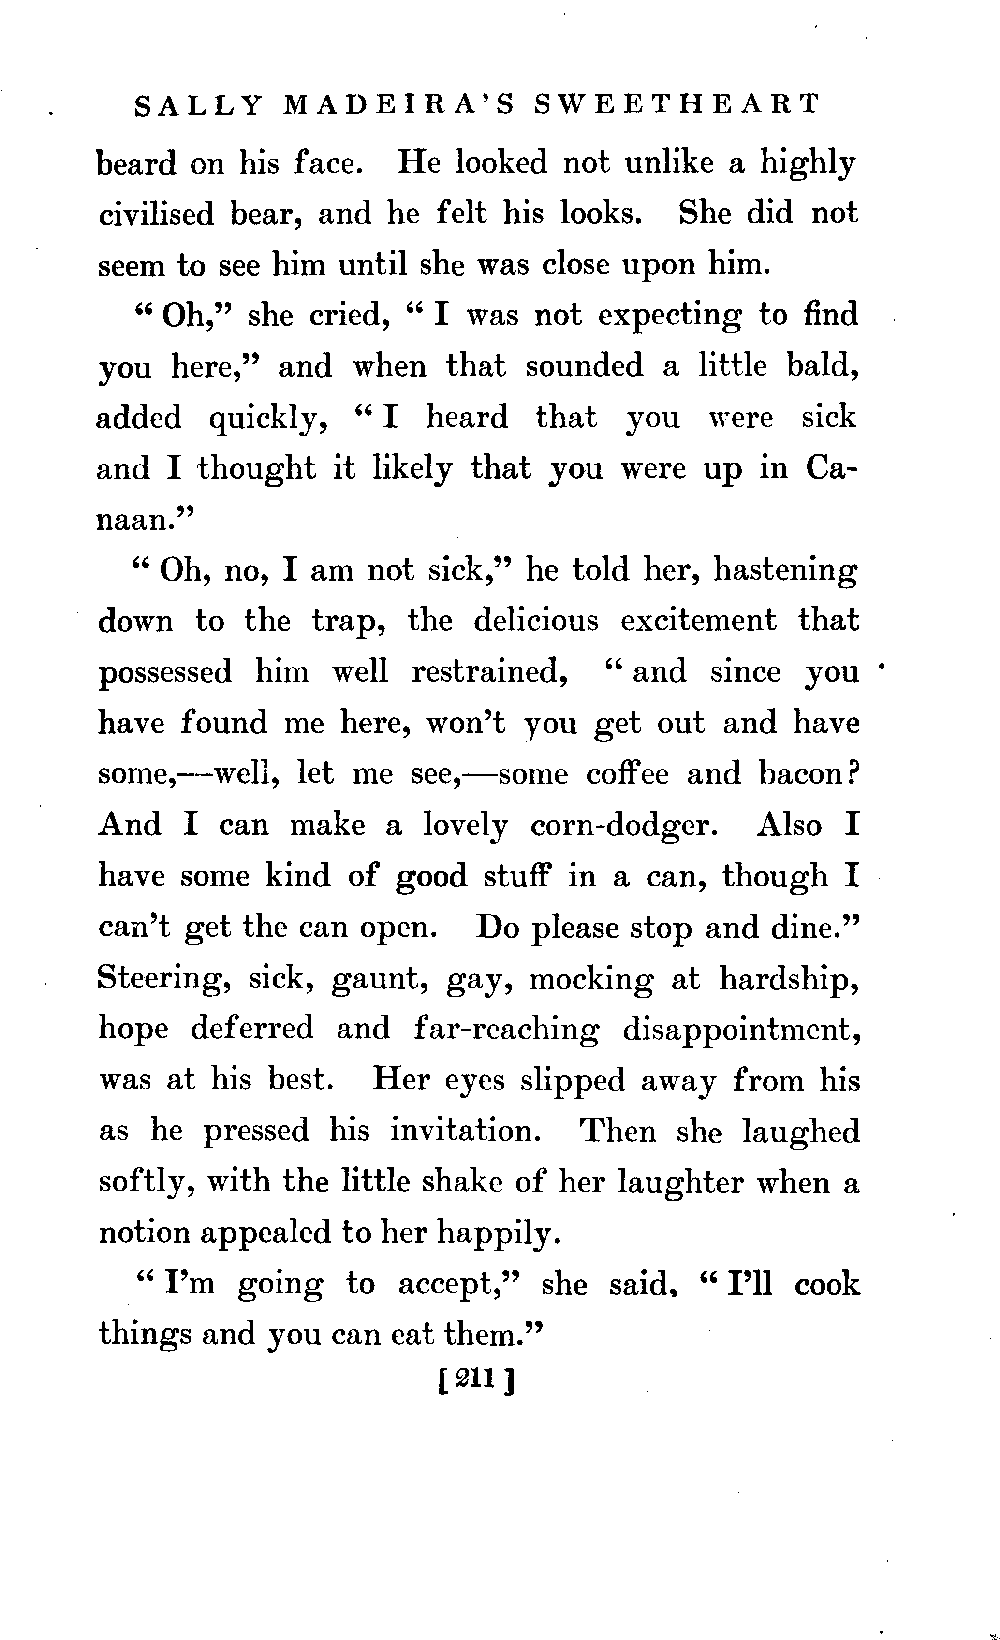 SALLY MADEIRA'S SWEETHEART
beard on his face. He looked not unlike a highly
civilised bear, and he felt his looks. She did not
seem to see him until she was close upon him.
“Oh,” she cried, “I was not expecting to find
you here,” and when that sounded a little bald,
added quickly, “I heard that you were sick
and I thought it likely that you were up in Ca-
naan.”
“Oh, no, I am not sick,” he told her, hastening
down to the trap, the delicious excitement that
possessed him well restrained, “and since you
have found me here, won't you get out and have
some,—well, let me see,—some coffee and bacon?
And I can make a lovely corn-dodger. Also I
have some kind of good stuff in a can, though I
can't get the can open. Do please stop and dine.”
Steering, sick, gaunt, gay, mocking at hardship,
hope deferred and far-reaching disappointment,
was at his best. Her eyes slipped away from his
as he pressed his invitation. Then she laughed
softly, with the little shake of her laughter when a
notion appealed to her happily.
“I'm going to accept,” she said, “I'll cook
things and you can eat them.”
[211]